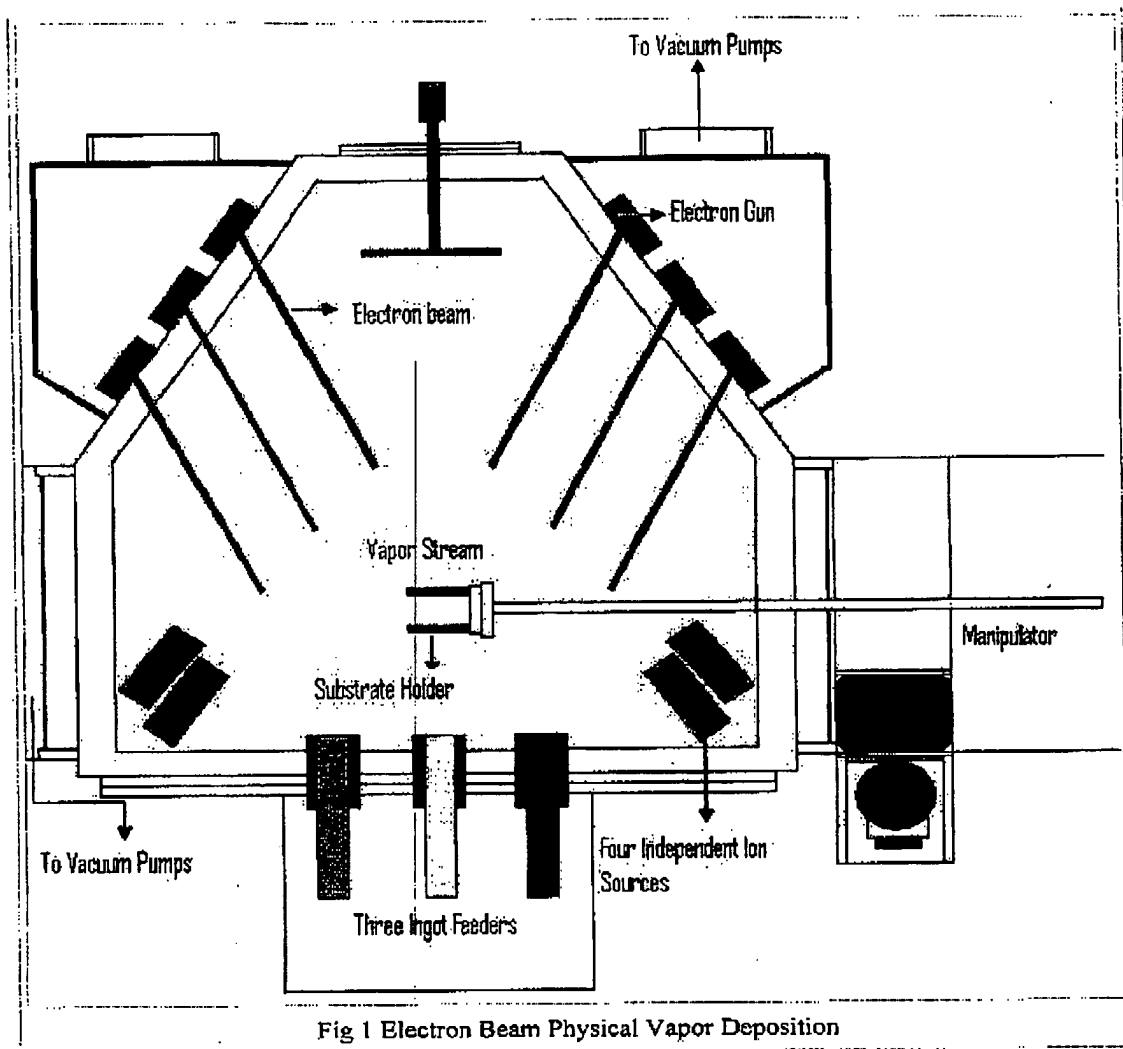 To Vacuum Pumps
Electron Gun
Electron beam
Vapor Stream
Manipulator
Substrate Holder
To Vacuum Pumps
Four Independent Ion
Sources
Three Ingot Feeders
Fig 1 Electron Beam Physical Vapor Deposition